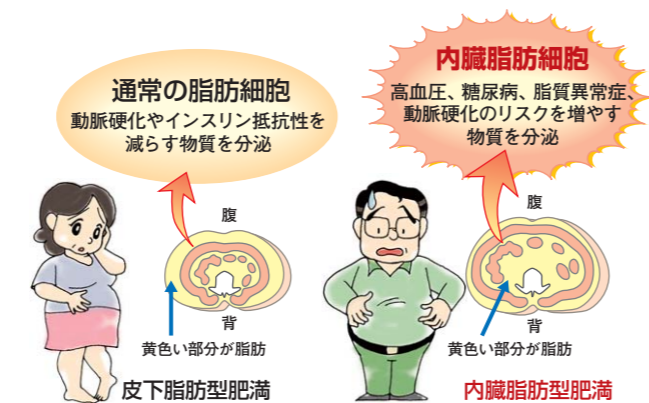 通常の脂肪細胞
動脈硬化やインスリン抵抗性を
減らす物質を分泌
腹
背
黄色い部分が脂肪
皮下脂肪型肥満
内臓脂肪細胞
高血圧、糖尿病、脂質異常症、
動脈硬化のリスクを増やす
物質を分泌
腹
背
黄色い部分が脂肪
内臓脂肪型肥満